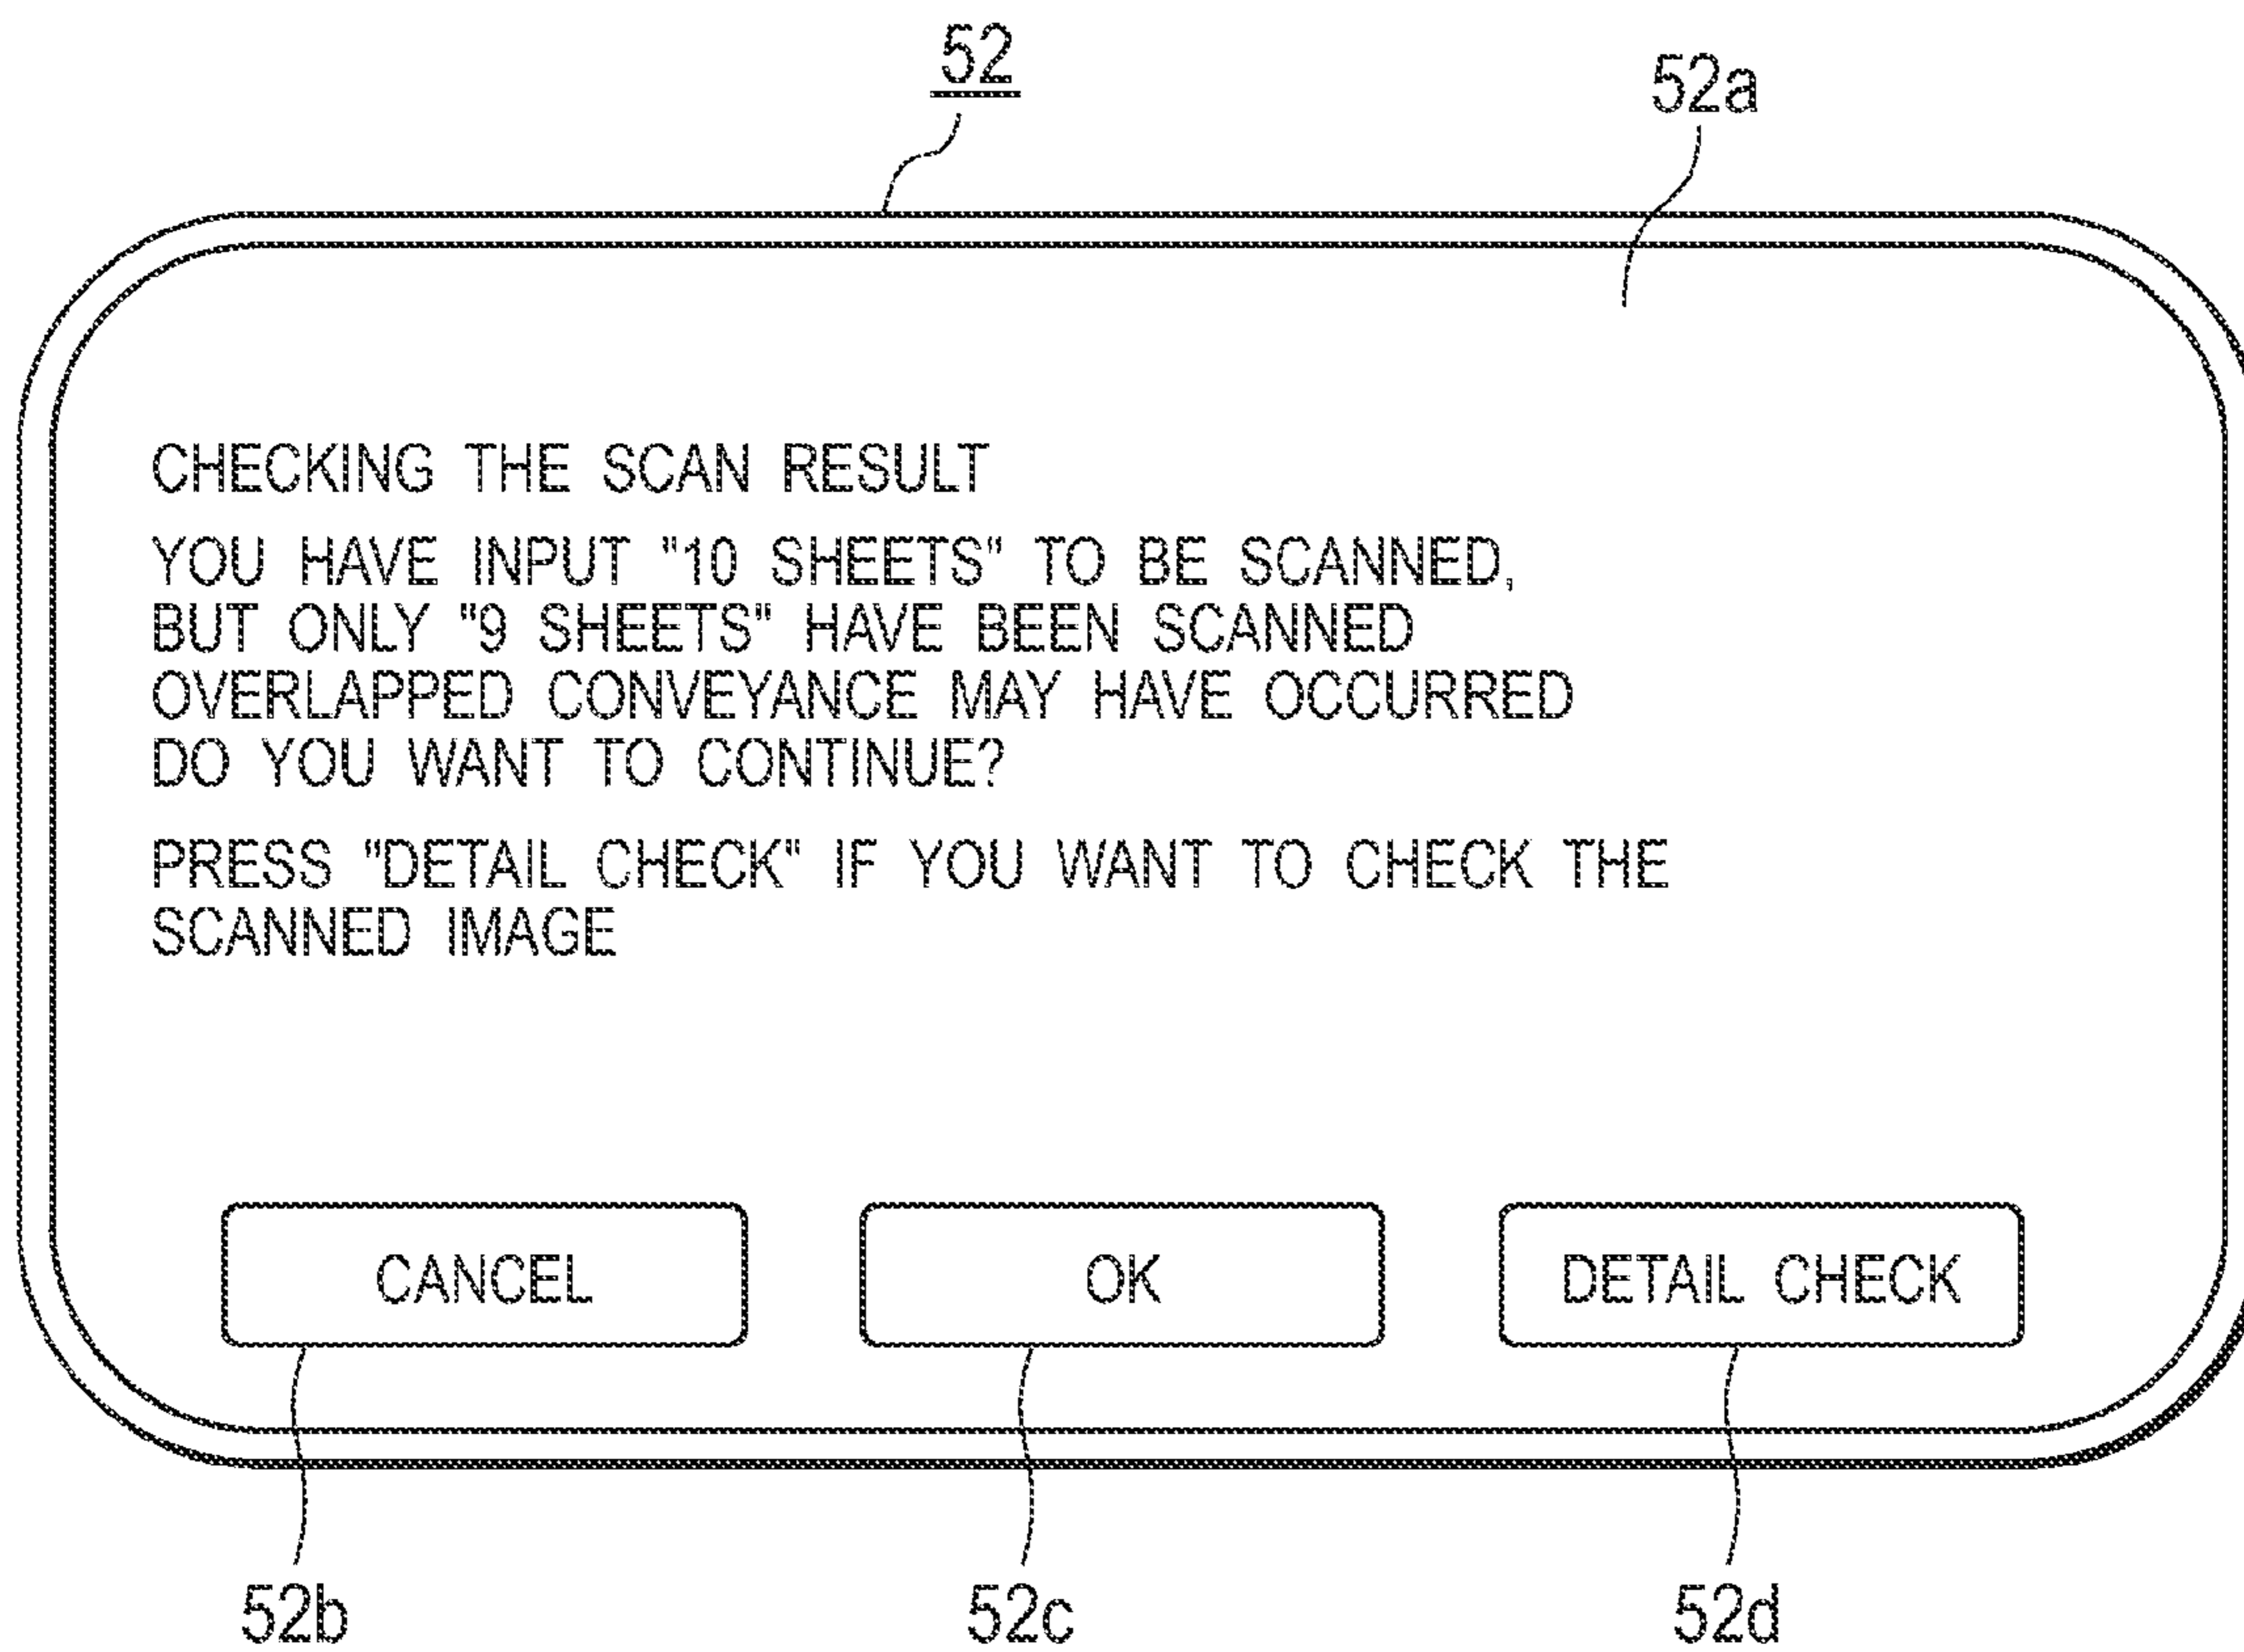 52
52a
CHECKING THE SCAN RESULT
YOU HAVE INPUT "10 SHEETS" TO BE SCANNED,
BUT ONLY "9 SHEETS" HAVE BEEN SCANNED
OVERLAPPED CONVEYANCE MAY HAVE OCCURRED
DO YOU WANT TO CONTINUE?
PRESS "DETAIL CHECK" IF YOU WANT TO CHECK THE
SCANNED IMAGE
CANCEL
OK
DETAIL CHECK
52b
52c
52d